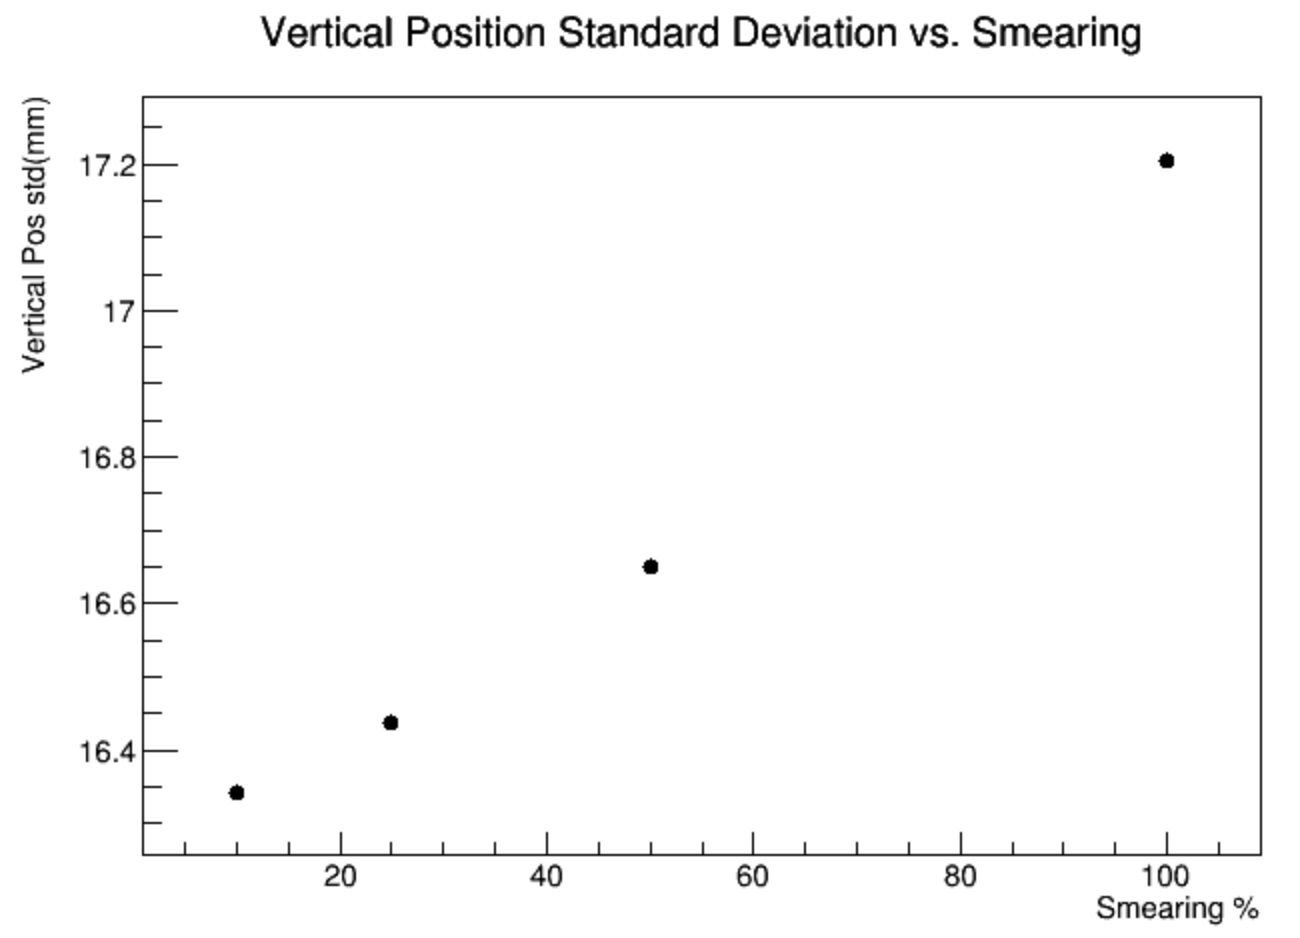 Vertical Position Standard Deviation vs. Smearing
Vertical Pos std(mm)
17.2
17
16.8
16.6
16.4
20 40 60 80 100
Smearing %